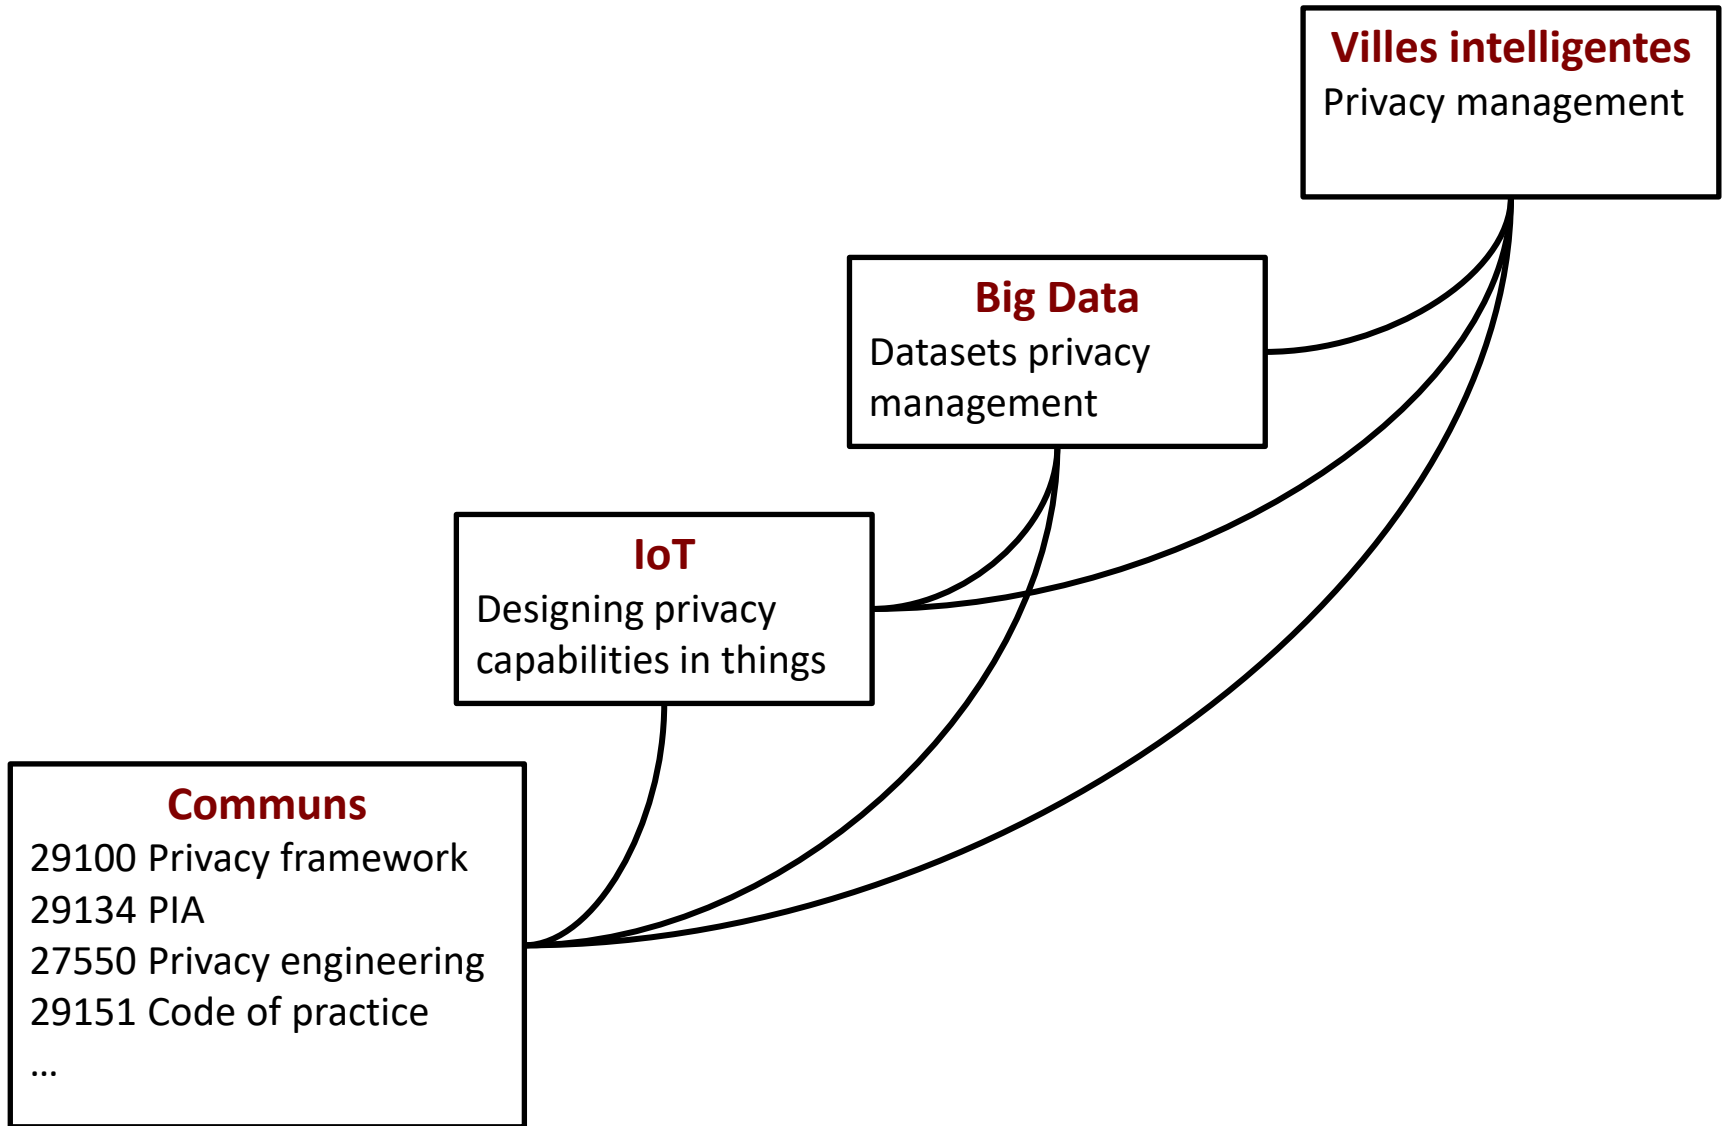 Villes intelligentes
Privacy management
Big Data
Datasets privacy
management
IoT
Designing privacy
capabilities in things
Communs
29100 Privacy framework
29134 PIA
27550 Privacy engineering
29151 Code of practice
...